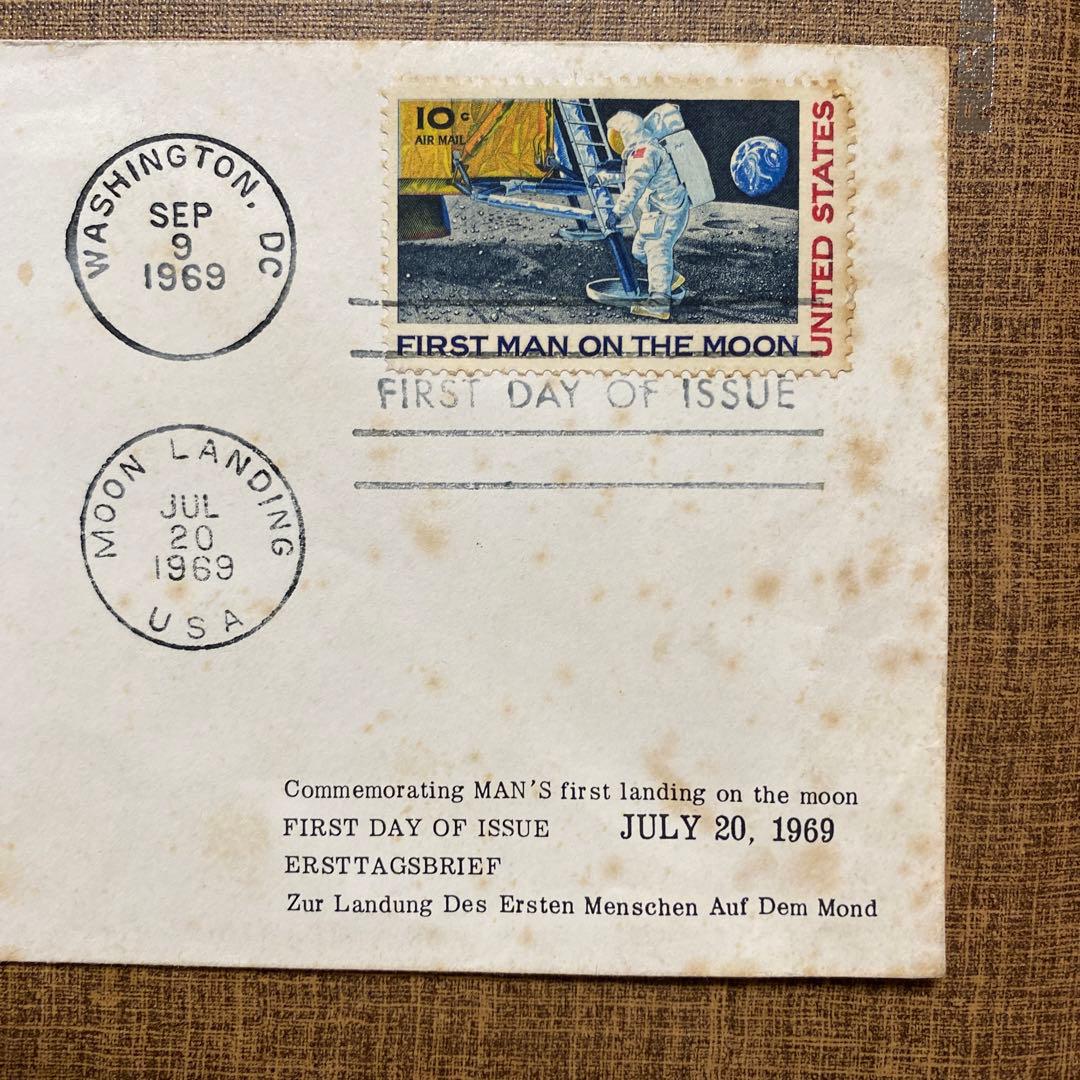 10c
AIR MAIL
UNITED STATES
FIRST MAN ON THE MOON
WASHINGTON, DC
SEP
9
1969
FIRST DAY OF ISSUE
MOON LANDING
JUL
20
1969
USA
Commemorating MAN'S first landing on the moon
FIRST DAY OF ISSUE JULY 20, 1969
ERSTTAGSBRIEF
Zur Landung Des Ersten Menschen Auf Dem Mond